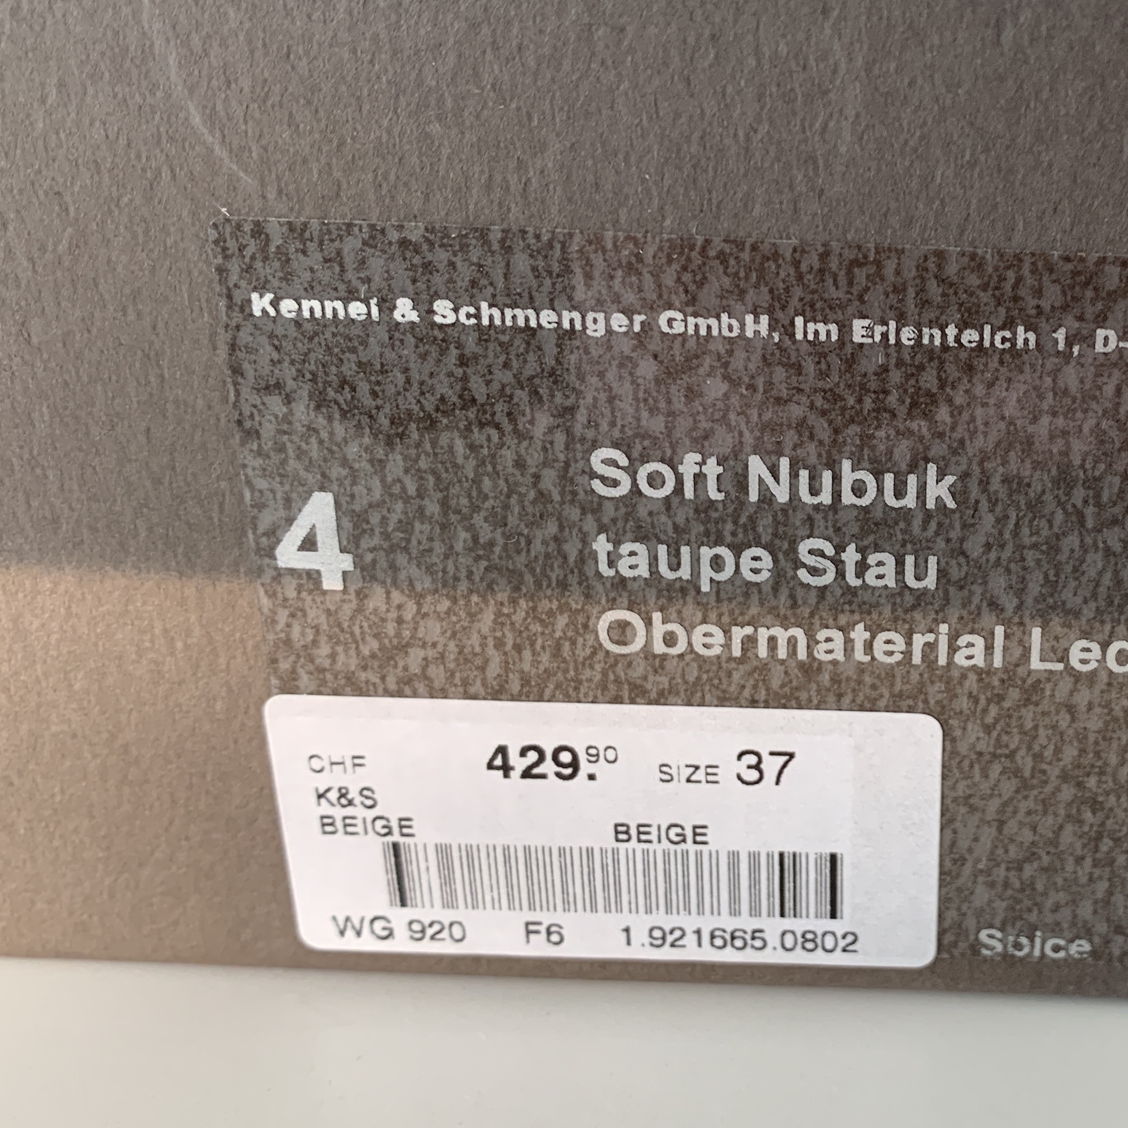 Kennel & Schmenger GmbH, Im Erlenteich 1, D-
4
Soft Nubuk
taupe Stau
Obermaterial Led
CHF 429.90 SIZE 37
K&S
BEIGE BEIGE
WG 920 F6 1.921665.0802
Spice